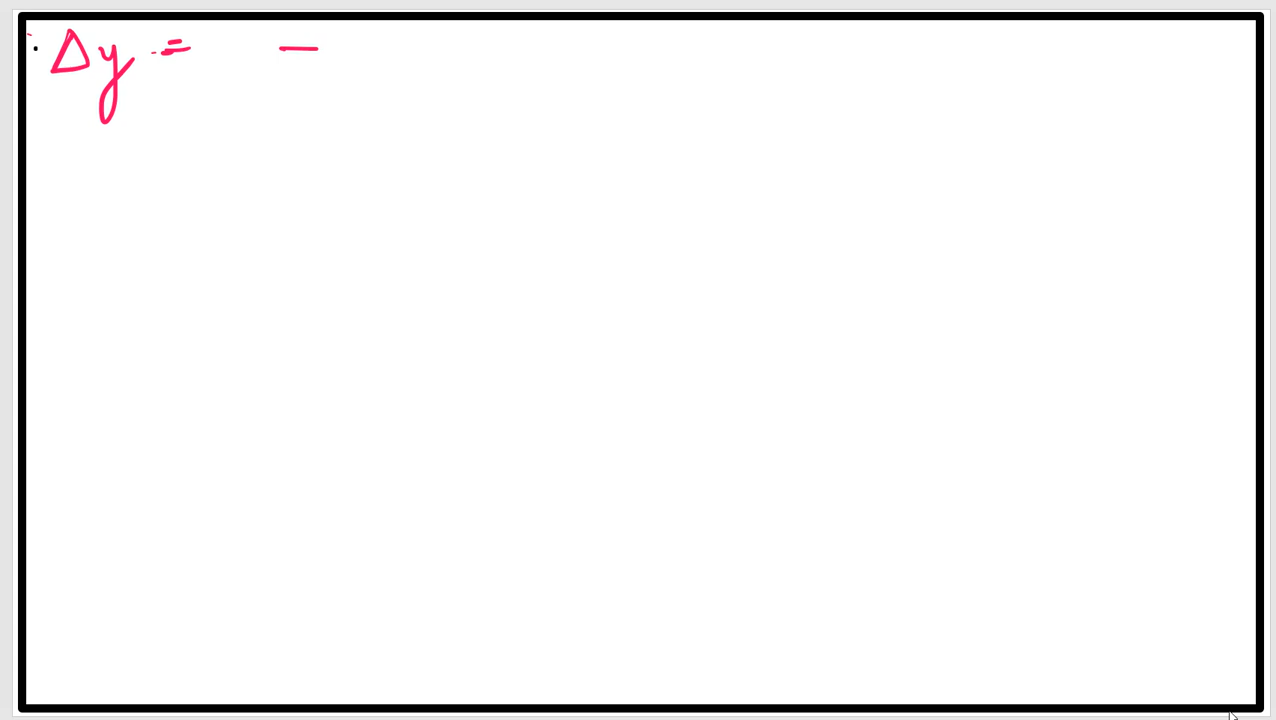 Δy = —